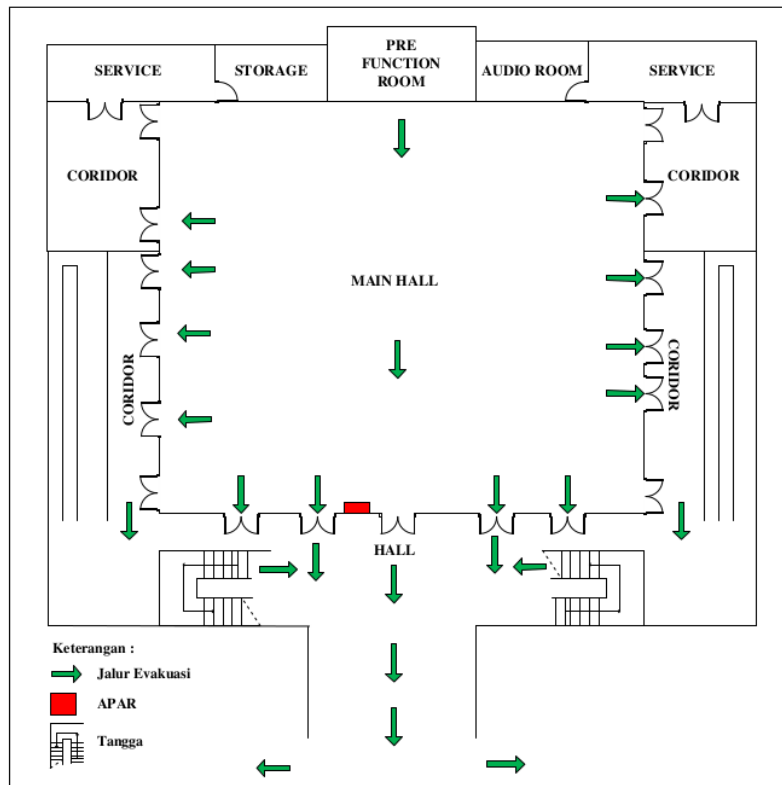 SERVICE
STORAGE
PRE
FUNCTION
ROOM
AUDIO ROOM
SERVICE
CORIDOR
CORIDOR
MAIN HALL
CORIDOR
CORIDOR
HALL
Keterangan :
Jalur Evakuasi
APAR
Tangga